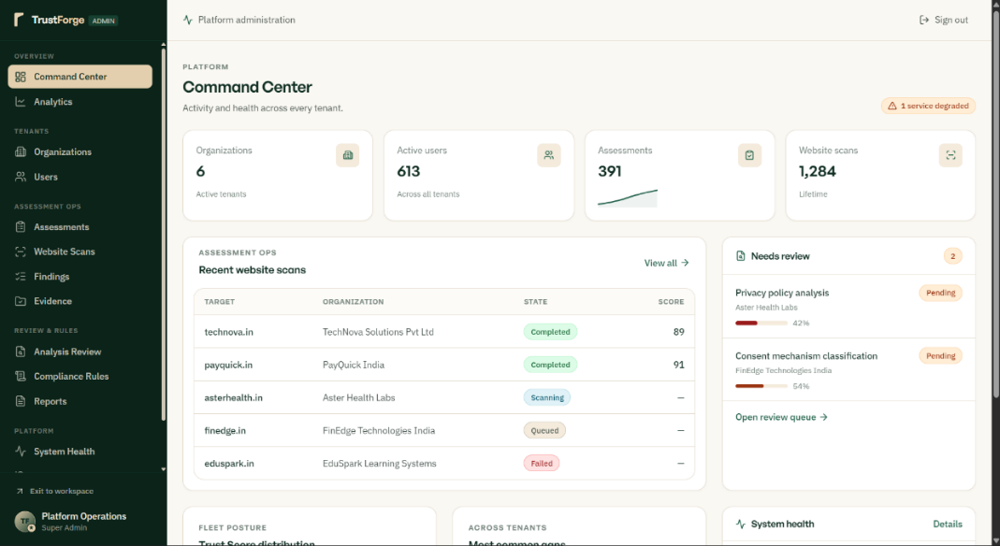 TrustForge ADMIN
OVERVIEW
Command Center
Analytics
TENANTS
Organizations
Users
ASSESSMENT OPS
Assessments
Website Scans
Findings
Evidence
REVIEW & RULES
Analysis Review
Compliance Rules
Reports
PLATFORM
System Health
Exit to workspace
TF
Platform Operations
Super Admin
Platform administration
Sign out
PLATFORM
Command Center
Activity and health across every tenant.
1 service degraded
Organizations
6
Active tenants
Active users
613
Across all tenants
Assessments
391
Website scans
1,284
Lifetime
ASSESSMENT OPS
Recent website scans
View all →
TARGET ORGANIZATION STATE SCORE
technova.in TechNova Solutions Pvt Ltd Completed 89
payquick.in PayQuick India Completed 91
asterhealth.in Aster Health Labs Scanning —
finedge.in FinEdge Technologies India Queued —
eduspark.in EduSpark Learning Systems Failed —
Needs review 2
Privacy policy analysis Pending
Aster Health Labs
42%
Consent mechanism classification Pending
FinEdge Technologies India
54%
Open review queue →
FLEET POSTURE
Trust Score distribution
ACROSS TENANTS
Most common gaps
System health Details